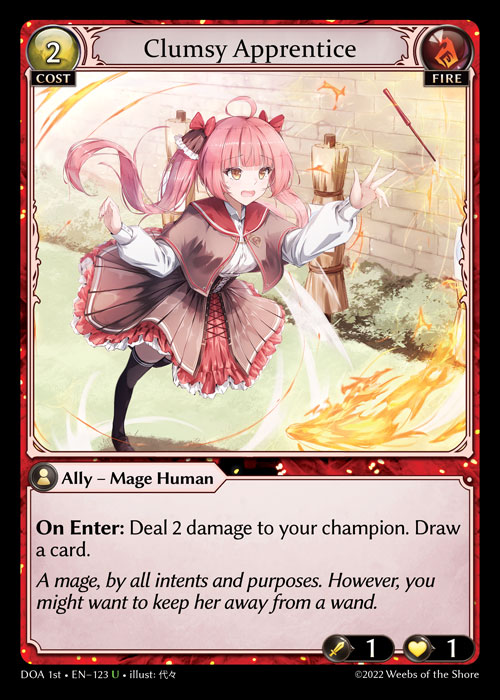 2
Clumsy Apprentice
COST
FIRE
Ally – Mage Human
On Enter: Deal 2 damage to your champion. Draw
a card.
A mage, by all intents and purposes. However, you
might want to keep her away from a wand.
1
1
DOA 1st • EN–123 U • illust: 代々
©2022 Weebs of the Shore